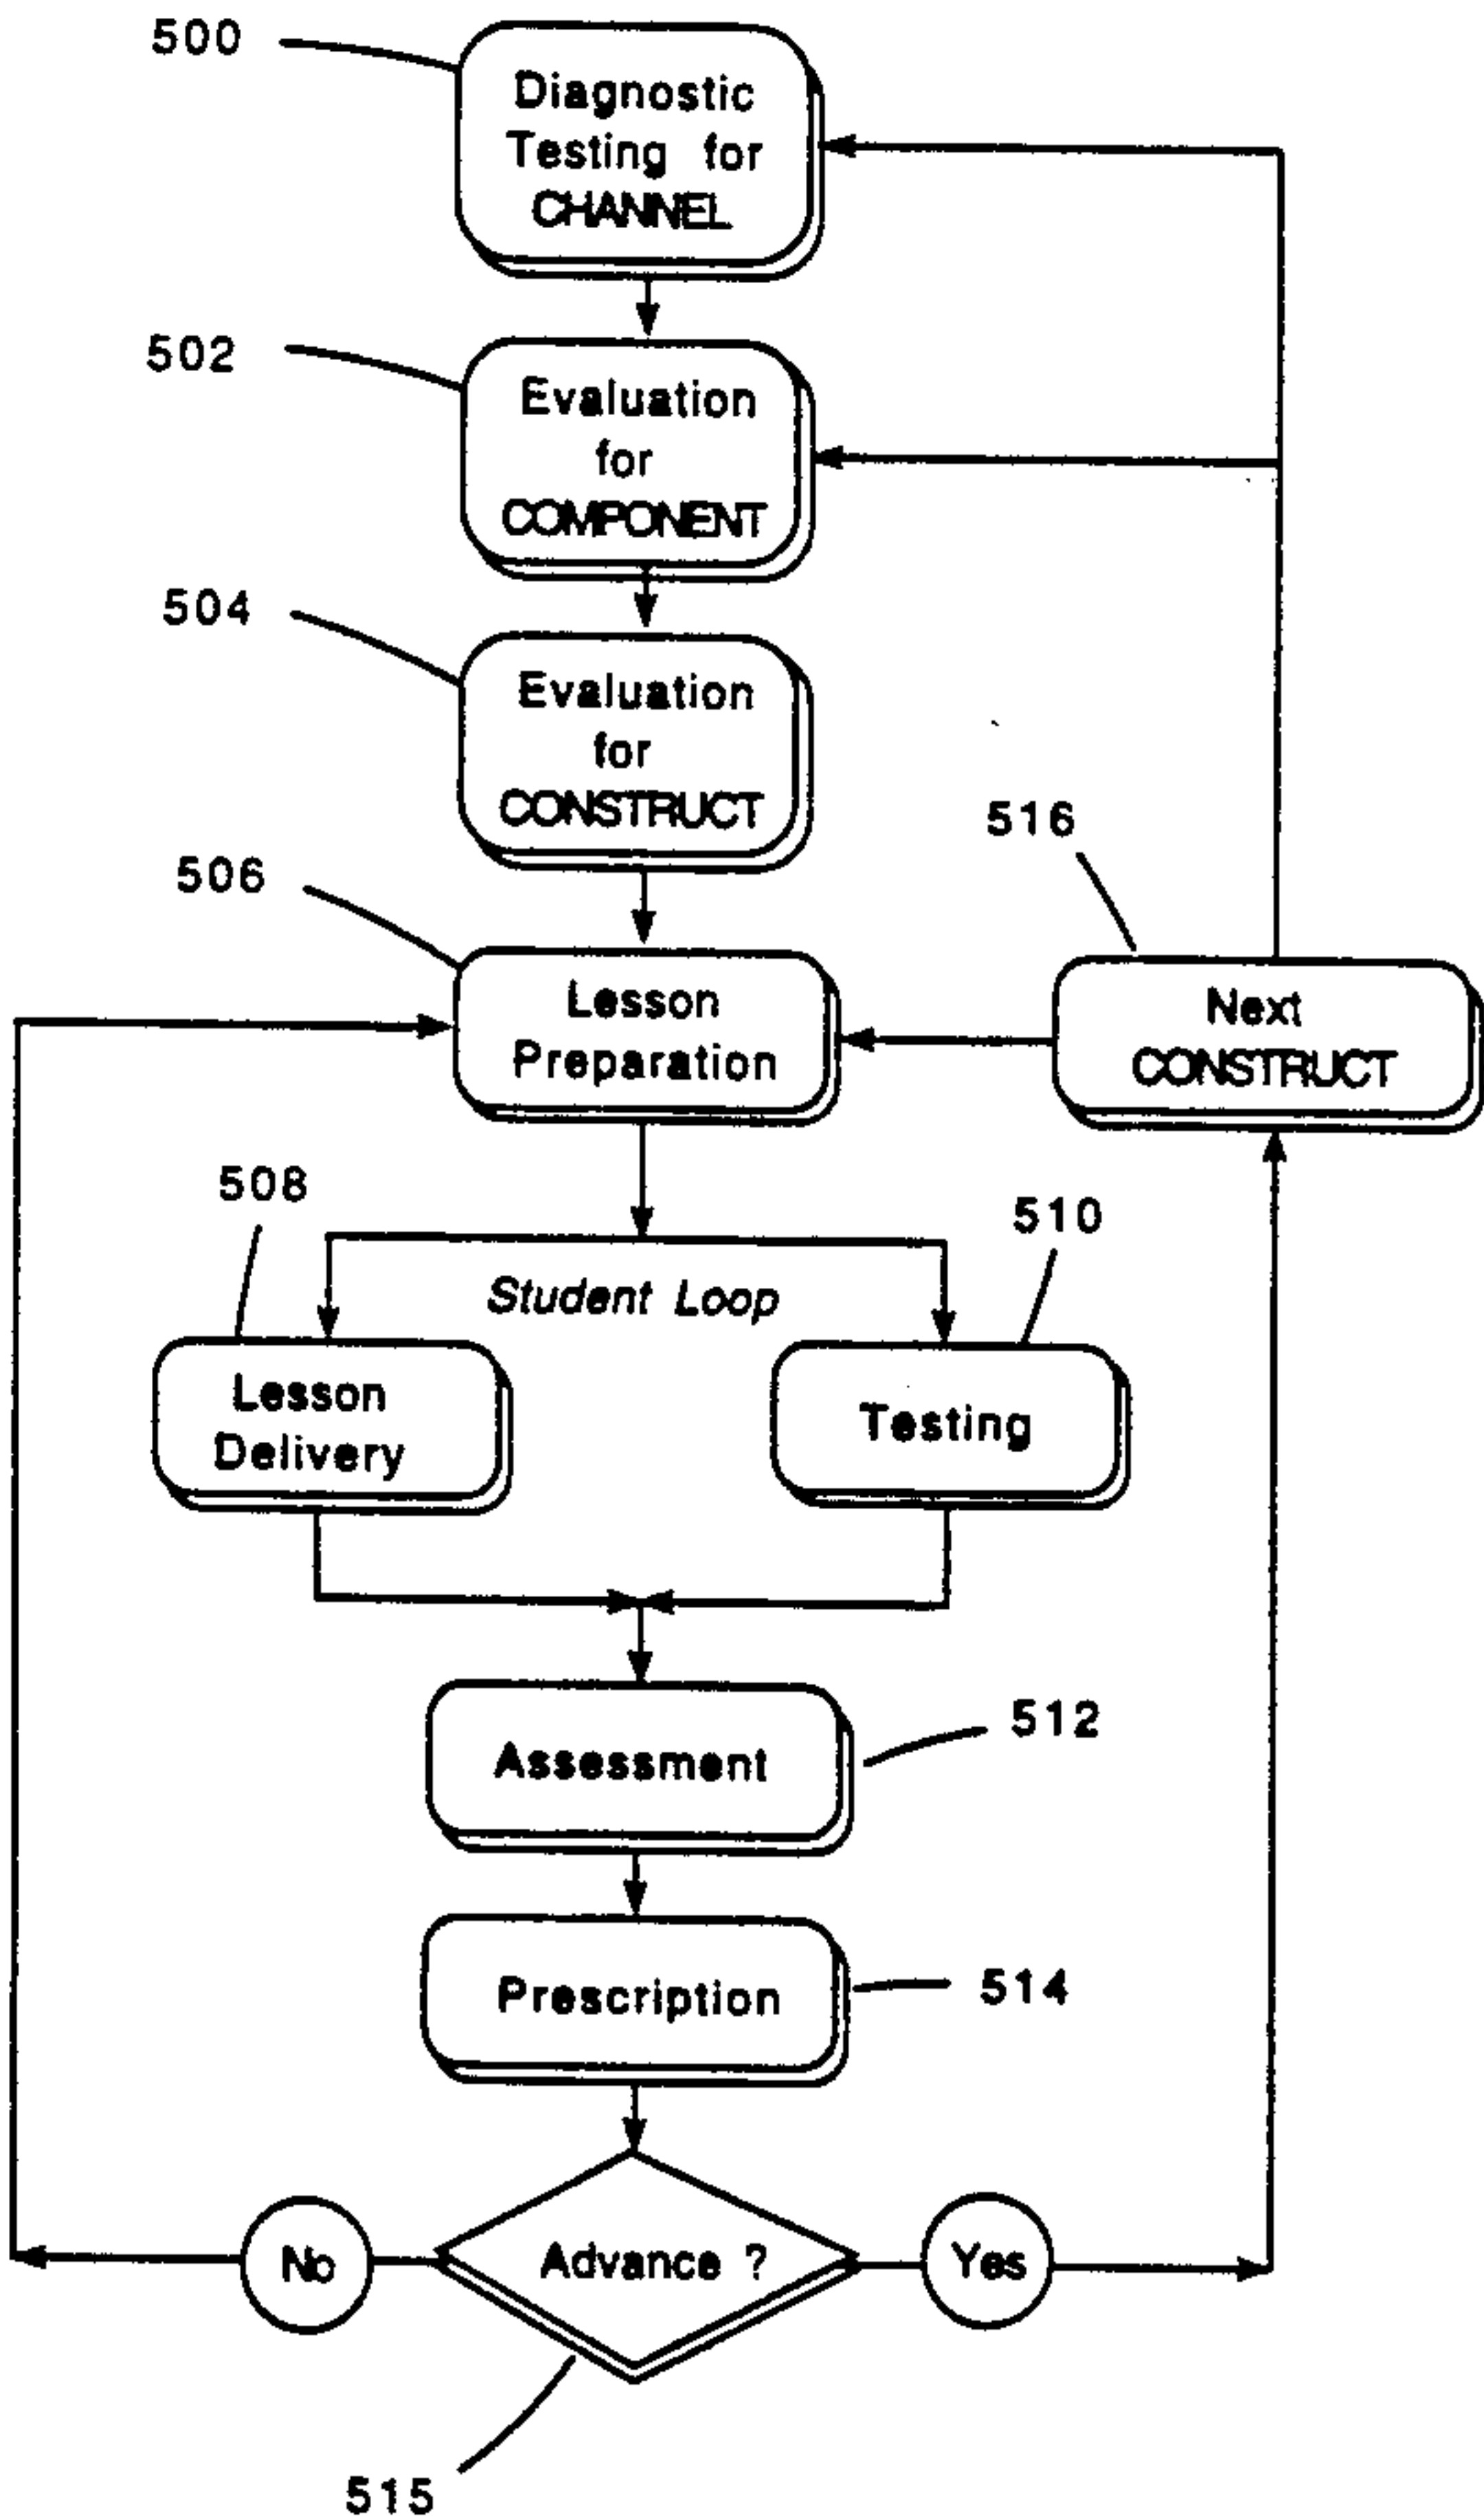 500
Diagnostic
Testing for
CHANNEL
502
Evaluation
for
COMPONENT
504
Evaluation
for
CONSTRUCT
516
506
Lesson
Preparation
Next
CONSTRUCT
508
510
Student Loop
Lesson
Delivery
Testing
Assessment
512
Prescription
514
No
Advance ?
Yes
515